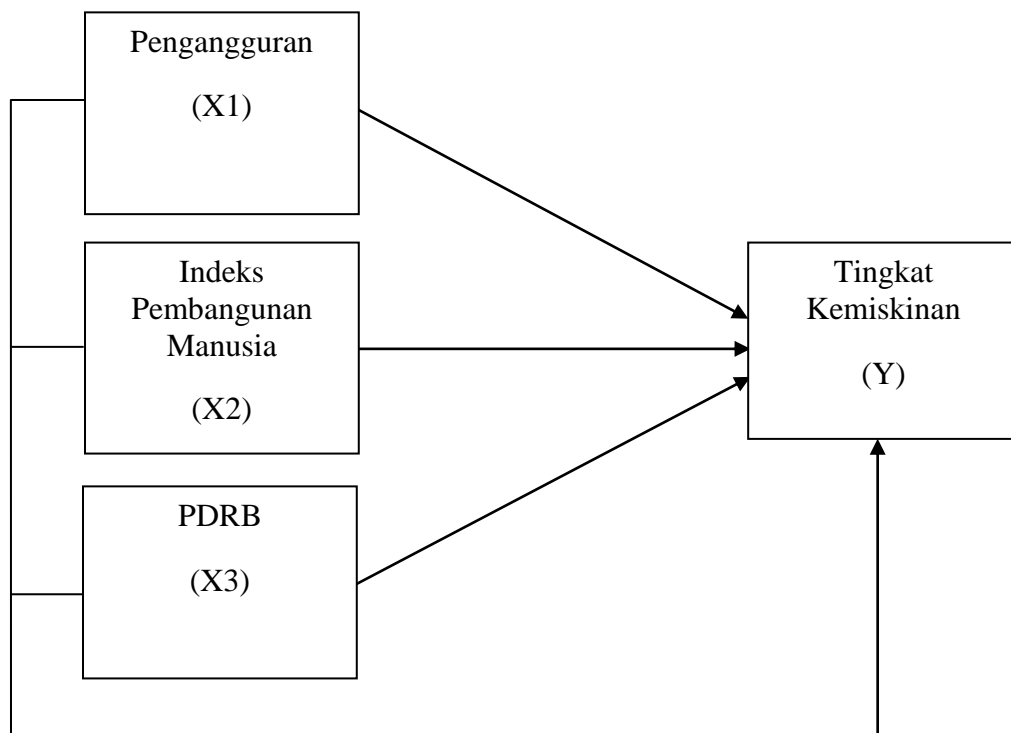 Pengangguran
(X1)
Indeks
Pembangunan
Manusia
(X2)
PDRB
(X3)
Tingkat
Kemiskinan
(Y)